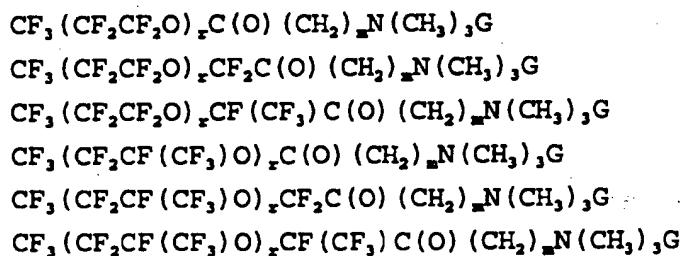 CF₃(CF₂CF₂O)ᵣC(O)(CH₂)ₘN(CH₃)₃G
CF₃(CF₂CF₂O)ᵣCF₂C(O)(CH₂)ₘN(CH₃)₃G
CF₃(CF₂CF₂O)ᵣCF(CF₃)C(O)(CH₂)ₘN(CH₃)₃G
CF₃(CF₂CF(CF₃)O)ᵣC(O)(CH₂)ₘN(CH₃)₃G
CF₃(CF₂CF(CF₃)O)ᵣCF₂C(O)(CH₂)ₘN(CH₃)₃G
CF₃(CF₂CF(CF₃)O)ᵣCF(CF₃)C(O)(CH₂)ₘN(CH₃)₃G